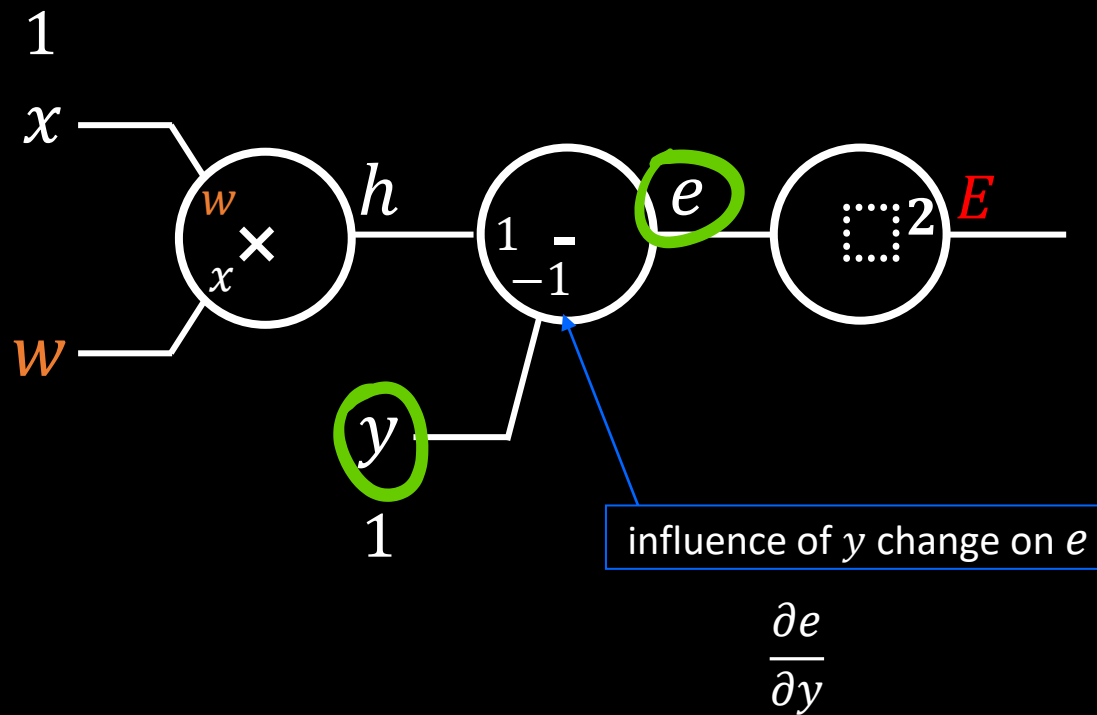 1
x
w
×
x
w
h
1
-
−1
e
2
E
y
1
influence of y change on e
∂e
∂y